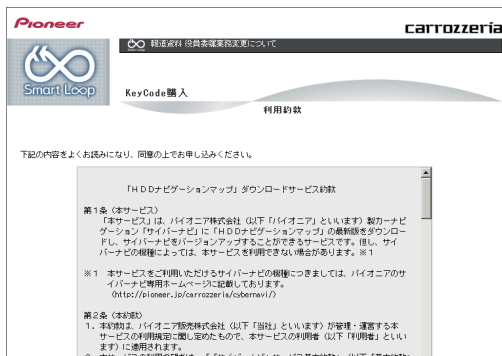 Pioneer
carrozzeria
報道資料 役員委嘱業務変更について
Smart Loop
KeyCode購入
利用約款
下記の内容をよくお読みになり、同意の上でお申し込みください。
「HDDナビゲーションマップ」ダウンロードサービス約款
第1条（本サービス）
「本サービス」は、パイオニア株式会社（以下「パイオニア」といいます）製カーナビ
ゲーション「サイバーナビ」に「HDDナビゲーションマップ」の最新版をダウンロー
ドし、サイバーナビをバージョンアップすることができるサービスです。但し、サイ
バーナビの機種によっては、本サービスを利用できない場合があります。※1
※1 本サービスをご利用いただけるサイバーナビの機種につきましては、パイオニアのサ
イバーナビ専用ホームページに記載しております。
（http://pioneer.jp/carrozzeria/cybernavi/）
第2条（本約款）
1．本約款は、パイオニア販売株式会社（以下「当社」といいます）が管理・運営する本
サービスの利用規定に関し定めたもので、本サービスの利用者（以下「利用者」といい
ます）に適用されます。